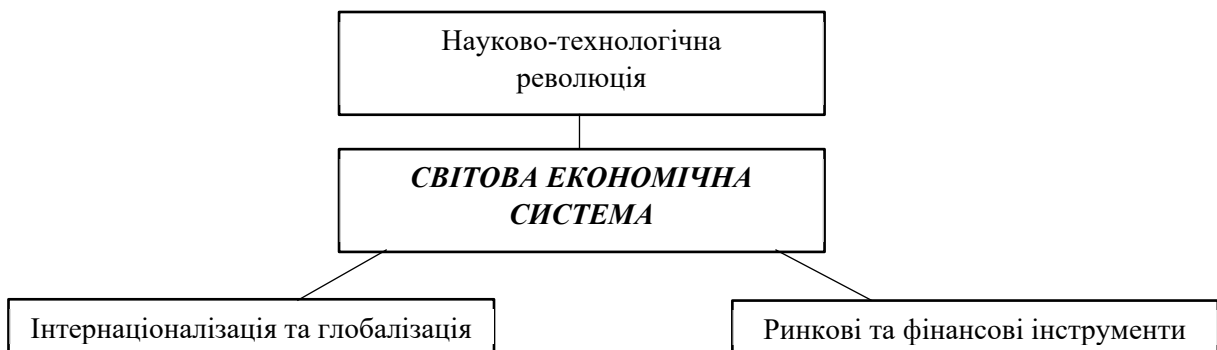 Науково-технологічна
революція
СВІТОВА ЕКОНОМІЧНА
СИСТЕМА
Інтернаціоналізація та глобалізація
Ринкові та фінансові інструменти